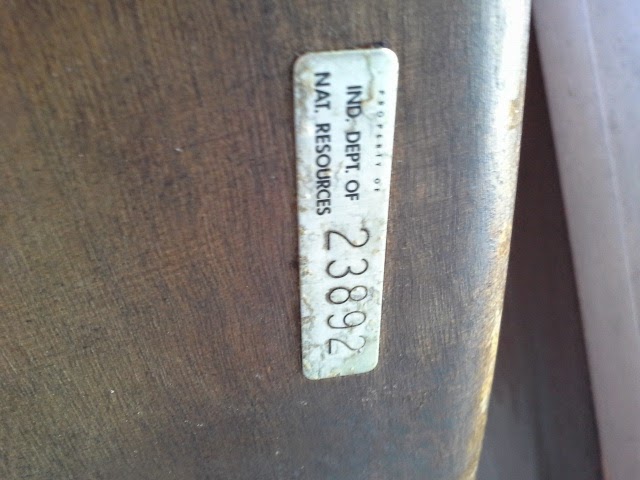 PROPERTY OF
IND. DEPT. OF
NAT. RESOURCES
23892